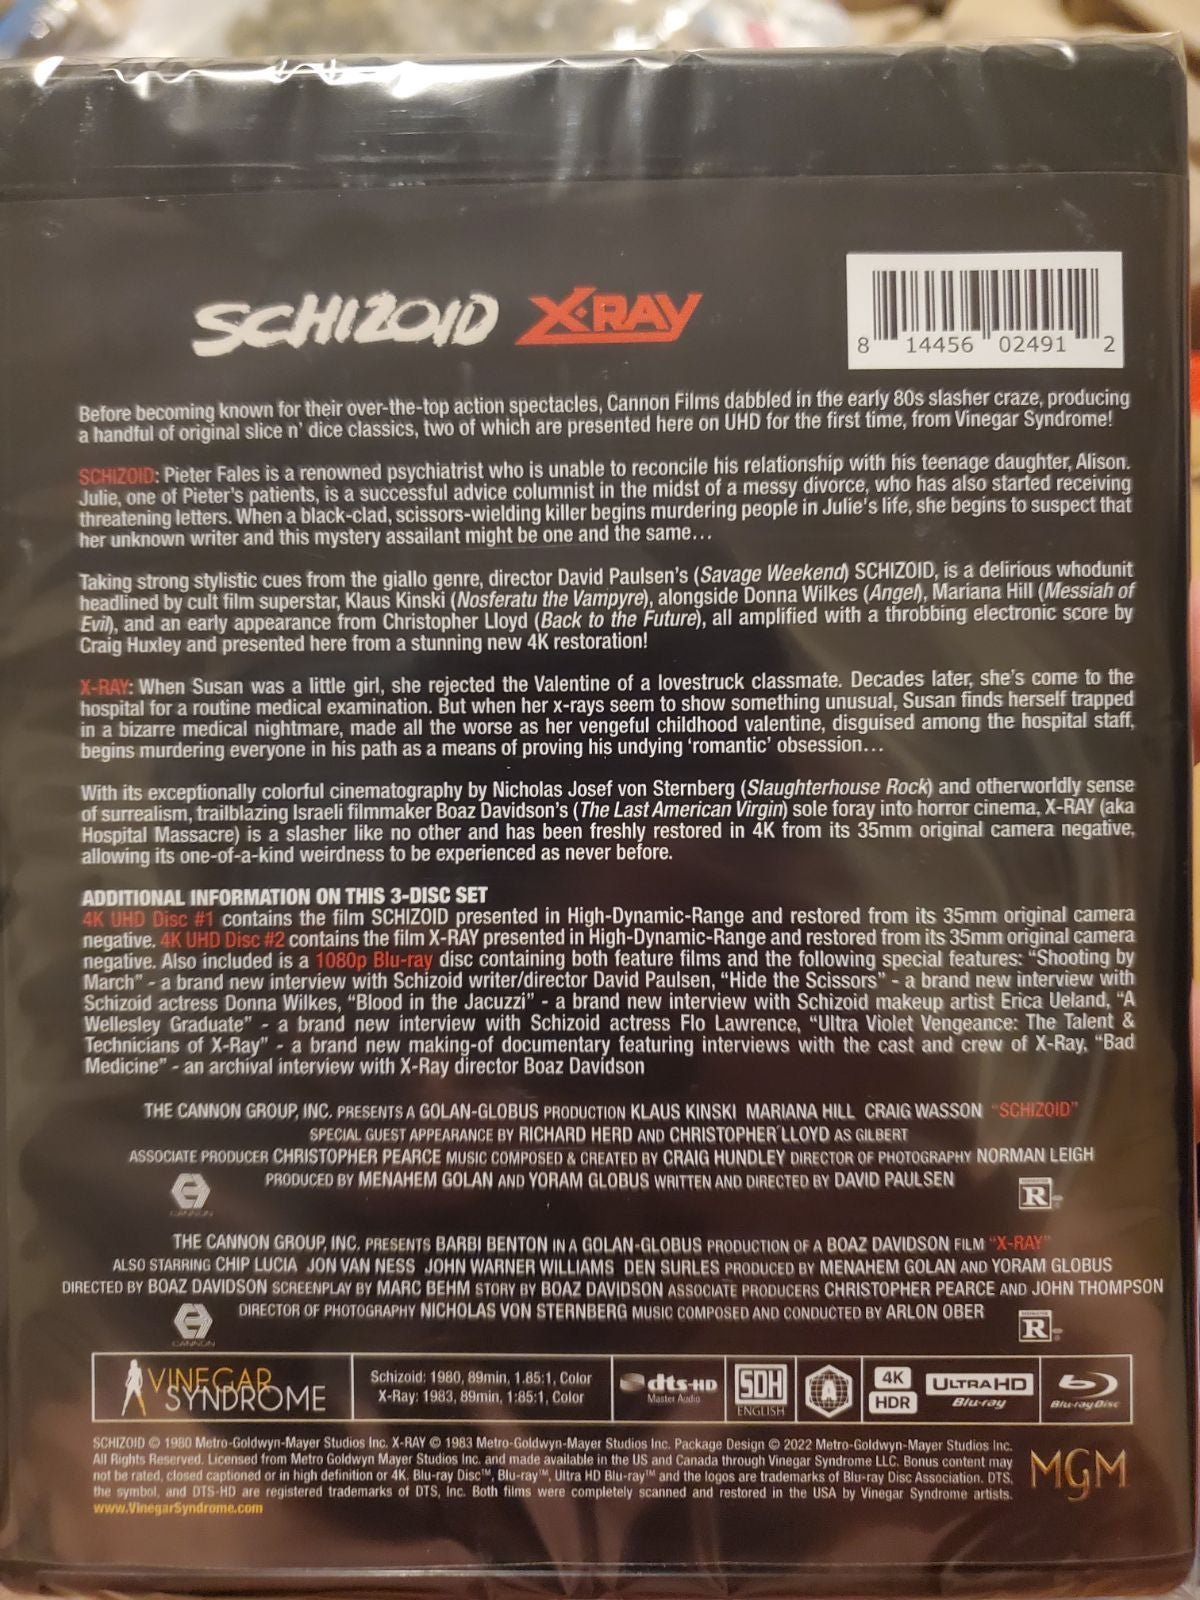 SCHIZOID X-RAY
8 14456 02491 2
Before becoming known for their over-the-top action spectacles, Cannon Films dabbled in the early 80s slasher craze, producing
a handful of original slice n' dice classics, two of which are presented here on UHD for the first time, from Vinegar Syndrome!
SCHIZOID: Pieter Fales is a renowned psychiatrist who is unable to reconcile his relationship with his teenage daughter, Alison.
Julie, one of Pieter's patients, is a successful advice columnist in the midst of a messy divorce, who has also started receiving
threatening letters. When a black-clad, scissors-wielding killer begins murdering people in Julie's life, she begins to suspect that
her unknown writer and this mystery assailant might be one and the same...
Taking strong stylistic cues from the giallo genre, director David Paulsen's (Savage Weekend) SCHIZOID, is a delirious whodunit
headlined by cult film superstar, Klaus Kinski (Nosferatu the Vampyre), alongside Donna Wilkes (Angel), Mariana Hill (Messiah of
Evil), and an early appearance from Christopher Lloyd (Back to the Future), all amplified with a throbbing electronic score by
Craig Huxley and presented here from a stunning new 4K restoration!
X-RAY: When Susan was a little girl, she rejected the Valentine of a lovestruck classmate. Decades later, she's come to the
hospital for a routine medical examination. But when her x-rays seem to show something unusual, Susan finds herself trapped
in a bizarre medical nightmare, made all the worse as her vengeful childhood valentine, disguised among the hospital staff,
begins murdering everyone in his path as a means of proving his undying 'romantic' obsession...
With its exceptionally colorful cinematography by Nicholas Josef von Sternberg (Slaughterhouse Rock) and otherworldly sense
of surrealism, trailblazing Israeli filmmaker Boaz Davidson's (The Last American Virgin) sole foray into horror cinema, X-RAY (aka
Hospital Massacre) is a slasher like no other and has been freshly restored in 4K from its 35mm original camera negative,
allowing its one-of-a-kind weirdness to be experienced as never before.
ADDITIONAL INFORMATION ON THIS 3-DISC SET
4K UHD Disc #1 contains the film SCHIZOID presented in High-Dynamic-Range and restored from its 35mm original camera
negative. 4K UHD Disc #2 contains the film X-RAY presented in High-Dynamic-Range and restored from its 35mm original camera
negative. Also included is a 1080p Blu-ray disc containing both feature films and the following special features: "Shooting by
March" - a brand new interview with Schizoid writer/director David Paulsen, "Hide the Scissors" - a brand new interview with
Schizoid actress Donna Wilkes, "Blood in the Jacuzzi" - a brand new interview with Schizoid makeup artist Erica Ueland, "A
Wellesley Graduate" - a brand new interview with Schizoid actress Flo Lawrence, "Ultra Violet Vengeance: The Talent &
Technicians of X-Ray" - a brand new making-of documentary featuring interviews with the cast and crew of X-Ray, "Bad
Medicine" - an archival interview with X-Ray director Boaz Davidson
THE CANNON GROUP, INC. PRESENTS A GOLAN-GLOBUS PRODUCTION KLAUS KINSKI MARIANA HILL CRAIG WASSON "SCHIZOID"
SPECIAL GUEST APPEARANCE BY RICHARD HERD AND CHRISTOPHER LLOYD AS GILBERT
ASSOCIATE PRODUCER CHRISTOPHER PEARCE MUSIC COMPOSED & CREATED BY CRAIG HUNDLEY DIRECTOR OF PHOTOGRAPHY NORMAN LEIGH
PRODUCED BY MENAHEM GOLAN AND YORAM GLOBUS WRITTEN AND DIRECTED BY DAVID PAULSEN
CANNON
R
THE CANNON GROUP, INC. PRESENTS BARBI BENTON IN A GOLAN-GLOBUS PRODUCTION OF A BOAZ DAVIDSON FILM "X-RAY"
ALSO STARRING CHIP LUCIA JON VAN NESS JOHN WARNER WILLIAMS DEN SURLES PRODUCED BY MENAHEM GOLAN AND YORAM GLOBUS
DIRECTED BY BOAZ DAVIDSON SCREENPLAY BY MARC BEHM STORY BY BOAZ DAVIDSON ASSOCIATE PRODUCERS CHRISTOPHER PEARCE AND JOHN THOMPSON
DIRECTOR OF PHOTOGRAPHY NICHOLAS VON STERNBERG MUSIC COMPOSED AND CONDUCTED BY ARLON OBER
CANNON
R
VINEGAR
SYNDROME
Schizoid: 1980, 89min, 1.85:1, Color
X-Ray: 1983, 89min, 1:85:1, Color
dts-HD
Master Audio
SDH
ENGLISH
A
4K
HDR
ULTRA HD
Blu-ray
Blu-ray Disc
SCHIZOID © 1980 Metro-Goldwyn-Mayer Studios Inc. X-RAY © 1983 Metro-Goldwyn-Mayer Studios Inc. Package Design © 2022 Metro-Goldwyn-Mayer Studios Inc.
All Rights Reserved. Licensed from Metro Goldwyn Mayer Studios Inc. and made available in the US and Canada through Vinegar Syndrome LLC. Bonus content may
not be rated, closed captioned or in high definition or 4K. Blu-ray Disc™, Blu-ray™, Ultra HD Blu-ray™ and the logos are trademarks of Blu-ray Disc Association. DTS,
the symbol, and DTS-HD are registered trademarks of DTS, Inc. Both films were completely scanned and restored in the USA by Vinegar Syndrome artists.
www.VinegarSyndrome.com
MGM